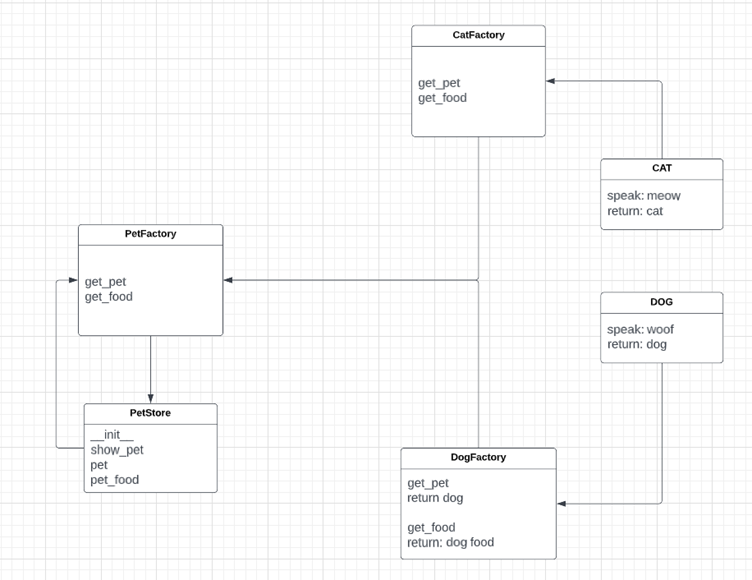 CatFactory
get_pet
get_food
CAT
speak: meow
return: cat
PetFactory
get_pet
get_food
DOG
speak: woof
return: dog
PetStore
__init__
show_pet
pet
pet_food
DogFactory
get_pet
return dog
get_food
return: dog food